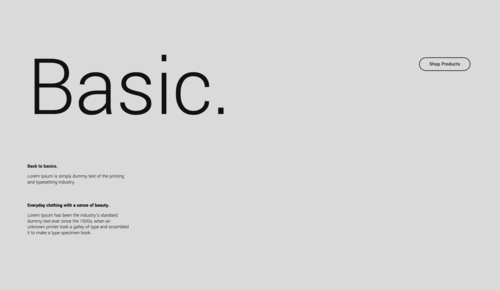 Basic.
Shop Products
Back to basics.
Lorem Ipsum is simply dummy text of the printing
and typesetting industry.
Everyday clothing with a sense of beauty.
Lorem Ipsum has been the industry's standard
dummy text ever since the 1500s, when an
unknown printer took a galley of type and scrambled
it to make a type specimen book.